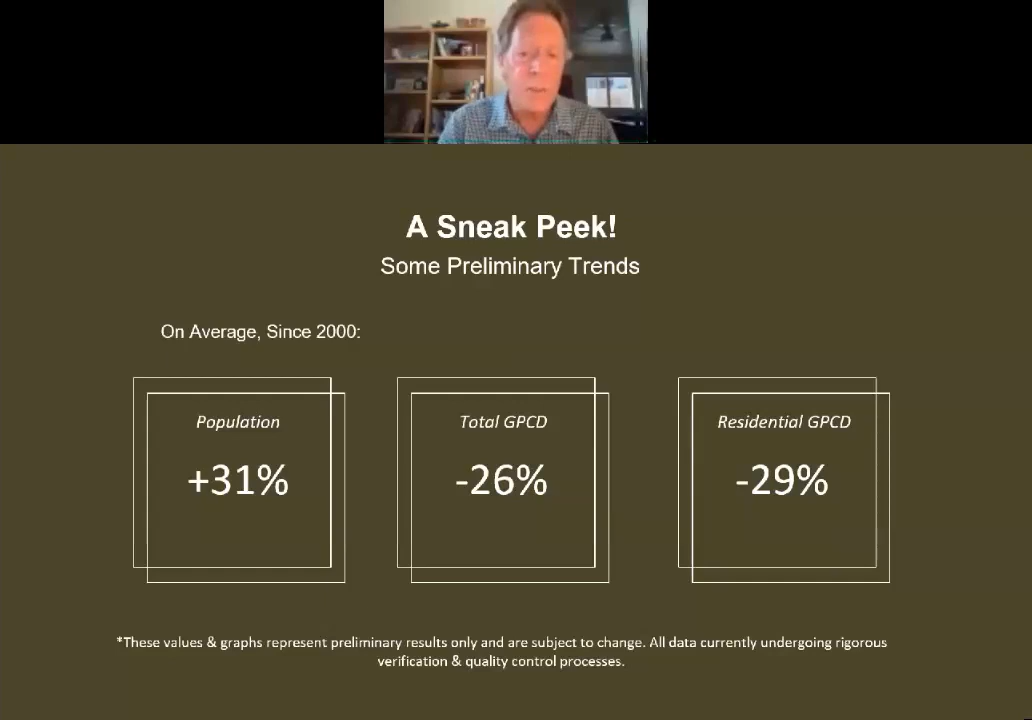 A Sneak Peek!
Some Preliminary Trends
On Average, Since 2000:
Population
+31%
Total GPCD
-26%
Residential GPCD
-29%
*These values & graphs represent preliminary results only and are subject to change. All data currently undergoing rigorous
verification & quality control processes.